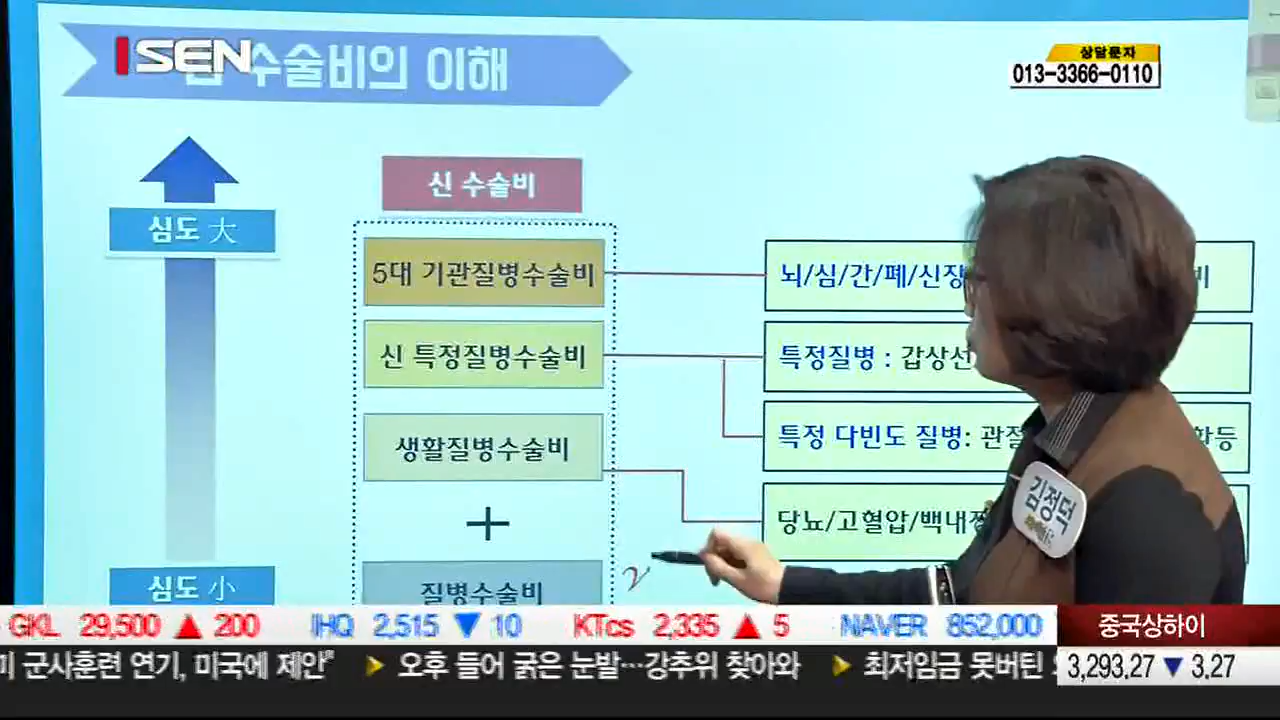 SEN
수술비의 이해
상담문자
013-3366-0110
심도 大
심도 小
신 수술비
5대 기관질병수술비
신 특정질병수술비
생활질병수술비
+
질병수술비
뇌/심/간/폐/신장
특정질병 : 갑상선
특정 다빈도 질병: 관절
화등
당뇨/고혈압/백내
김정덕
GKL 29,500 ▲ 200 IHQ 2,515 ▼ 10 KTcs 2,335 ▲ 5 NAVER 852,000
중국상하이
미 군사훈련 연기, 미국에 제안" ▶ 오후 들어 굵은 눈발…강추위 찾아와 ▶ 최저임금 못버틴
3,293.27 ▼ 3.27